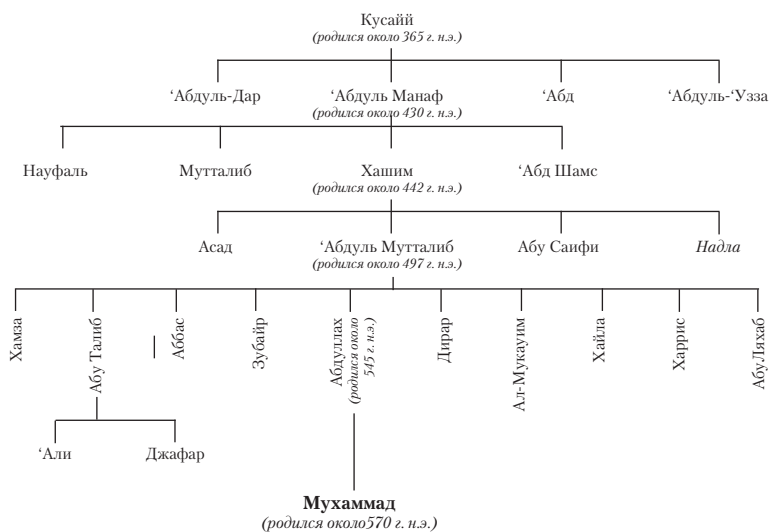 Кусайй
(родился около 365 г. н.э.)
‘Абдуль-Дар ‘Абдуль Манаф ‘Абд ‘Абдуль-‘Узза
(родился около 430 г. н.э.)
Науфаль Мутталиб Хашим ‘Абд Шамс
(родился около 442 г. н.э.)
Асад ‘Абдуль Мутталиб Абу Саифи Надла
(родился около 497 г. н.э.)
Хамза
Абу Талиб
Аббас
Зубайр
Абдуллах
(родился около
545 г. н.э.)
Дирар
Ал-Мукауим
Хайла
Харрис
Абу Ляхаб
‘Али Джафар
Мухаммад
(родился около570 г. н.э.)